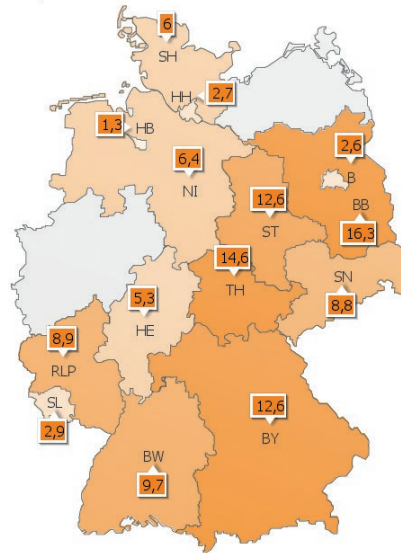 6
SH
HH 2,7
1,3 HB
2,6
B
6,4
NI
12,6
ST
BB
16,3
14,6
TH
SN
8,8
5,3
HE
8,9
RLP
SL
2,9
12,6
BY
BW
9,7